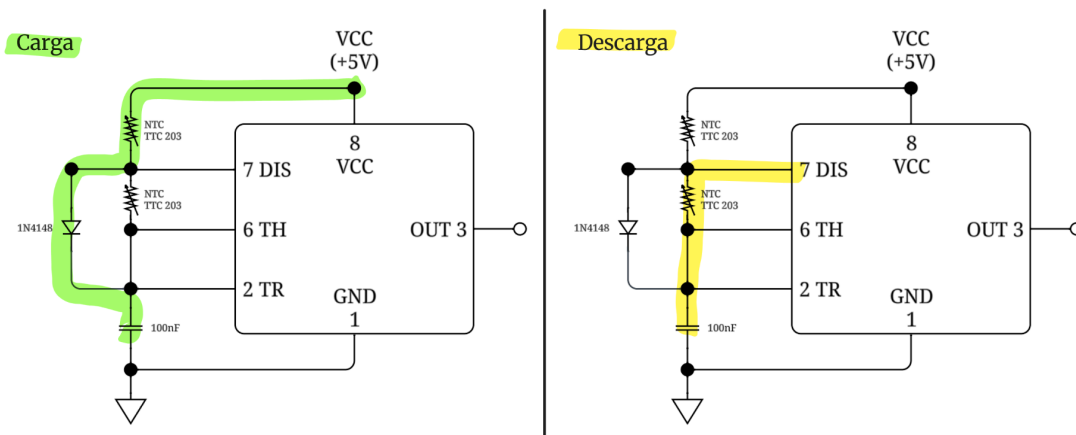 Carga
VCC
(+5V)
NTC
TTC 203
8
VCC
7 DIS
NTC
TTC 203
1N4148
6 TH
OUT 3
2 TR
GND
1
100nF
Descarga
VCC
(+5V)
NTC
TTC 203
8
VCC
7 DIS
NTC
TTC 203
1N4148
6 TH
OUT 3
2 TR
GND
1
100nF